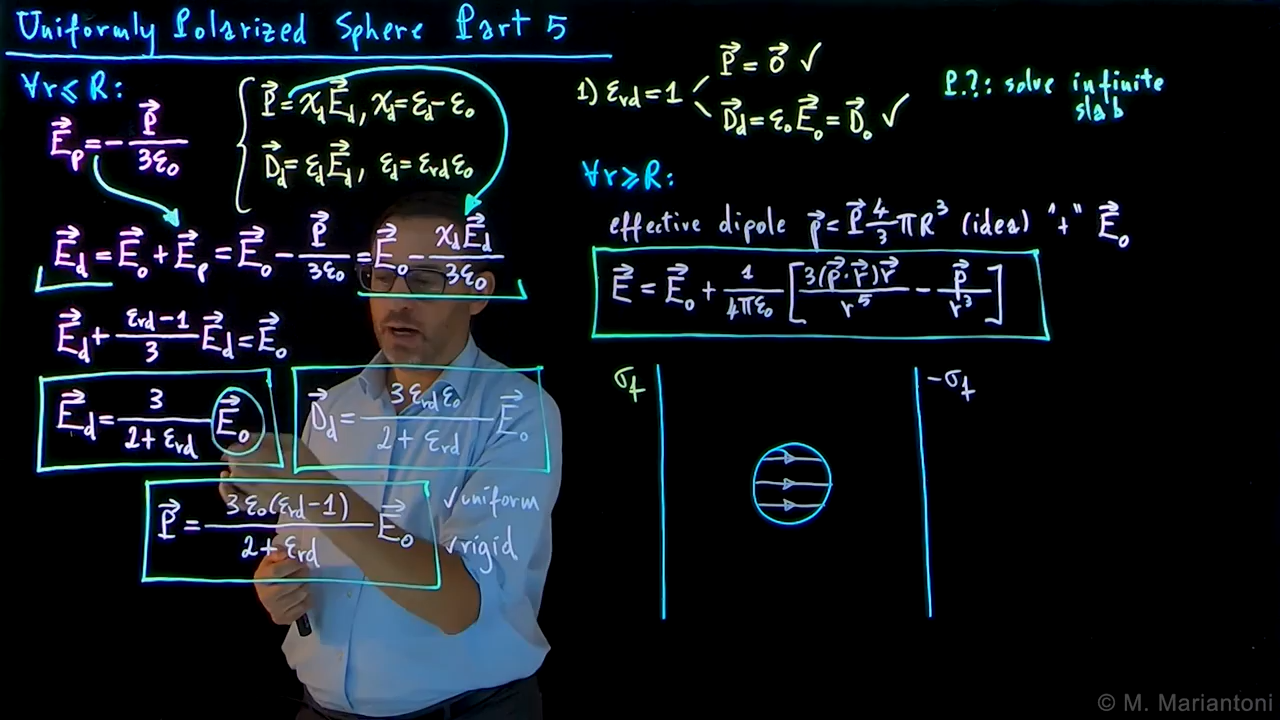 Uniformly Polarized Sphere Part 5
∀r⩽R:
E⃗p = - P⃗/3ε₀
{ P⃗ = χd E⃗d, χd = εd - ε₀
D⃗d = εd E⃗d, εd = εrd ε₀
E⃗d = E⃗₀ + E⃗p = E⃗₀ - P⃗/3ε₀ = E⃗₀ - χd E⃗d/3ε₀
E⃗d + (εrd-1)/3 E⃗d = E⃗₀
E⃗d = 3/(2+εrd) E⃗₀
D⃗d = 3εrd ε₀/(2+εrd) E⃗₀
P⃗ = 3ε₀(εrd-1)/(2+εrd) E⃗₀
✓uniform
✓rigid
1) εrd = 1
P⃗ = 0⃗ ✓
D⃗d = ε₀ E⃗₀ = D⃗₀ ✓
P.?: solve infinite
slab
∀r⩾R:
effective dipole p⃗ = P⃗ 4/3 πR³ (idea) "+" E⃗₀
E⃗ = E⃗₀ + 1/4πε₀ [3(p⃗·r⃗)r⃗/r⁵ - p⃗/r³]
σf
-σf
© M. Mariantoni